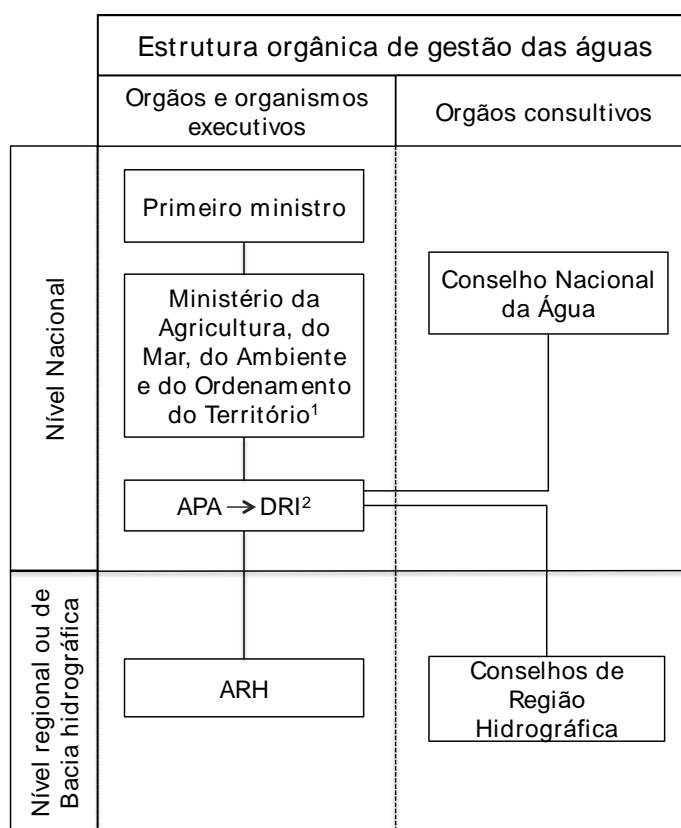 Estrutura orgânica de gestão das águas
Orgãos e organismos
executivos
Orgãos consultivos
Nível Nacional
Primeiro ministro
Ministério da
Agricultura, do
Mar, do Ambiente
e do Ordenamento
do Território¹
Conselho Nacional
da Água
APA → DRI²
Nível regional ou de
Bacia hidrográfica
ARH
Conselhos de
Região
Hidrográfica